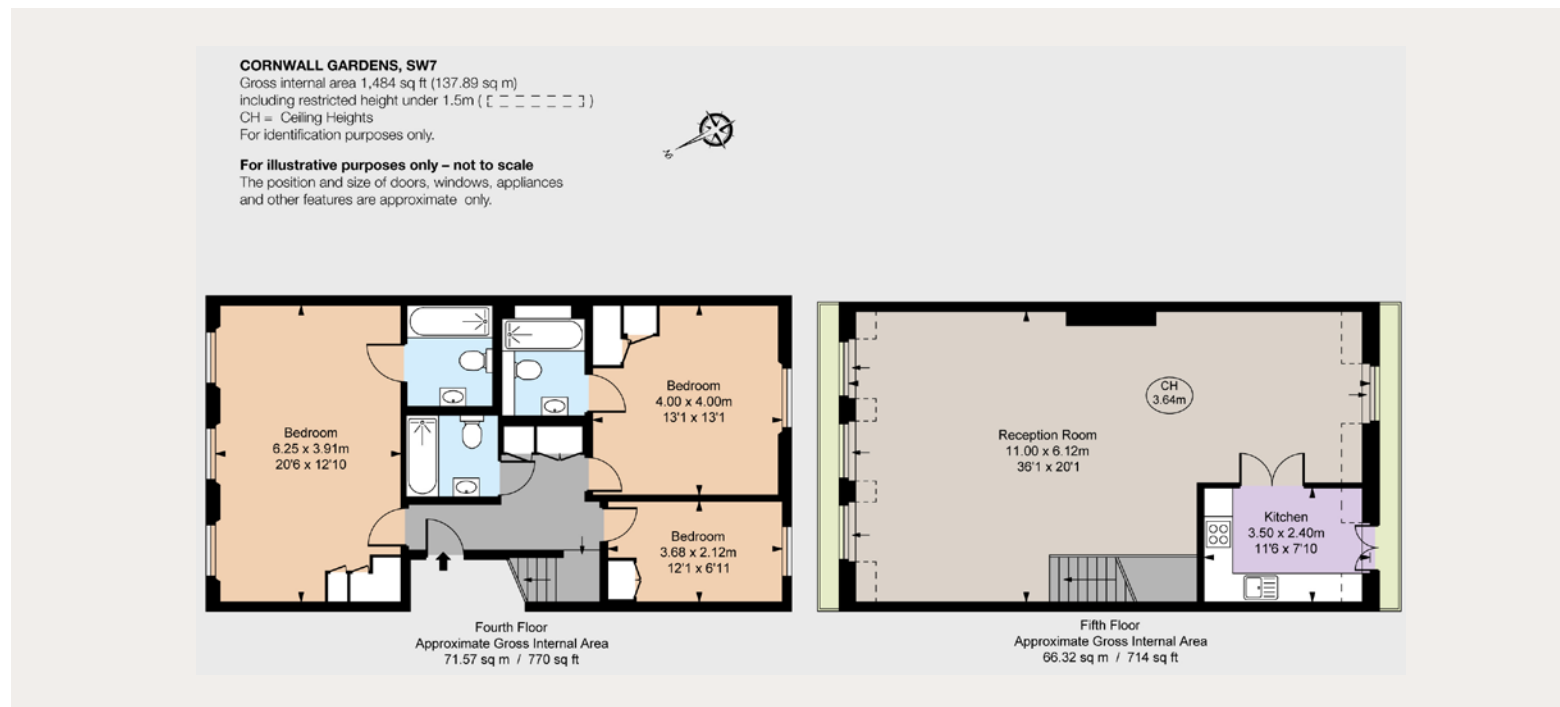 CORNWALL GARDENS, SW7
Gross internal area 1,484 sq ft (137.89 sq m)
including restricted height under 1.5m ( )
CH = Ceiling Heights
For identification purposes only.
For illustrative purposes only – not to scale
The position and size of doors, windows, appliances
and other features are approximate only.
N
Bedroom
6.25 x 3.91m
20'6 x 12'10
Bedroom
4.00 x 4.00m
13'1 x 13'1
Bedroom
3.68 x 2.12m
12'1 x 6'11
Fourth Floor
Approximate Gross Internal Area
71.57 sq m / 770 sq ft
CH
3.64m
Reception Room
11.00 x 6.12m
36'1 x 20'1
Kitchen
3.50 x 2.40m
11'6 x 7'10
Fifth Floor
Approximate Gross Internal Area
66.32 sq m / 714 sq ft